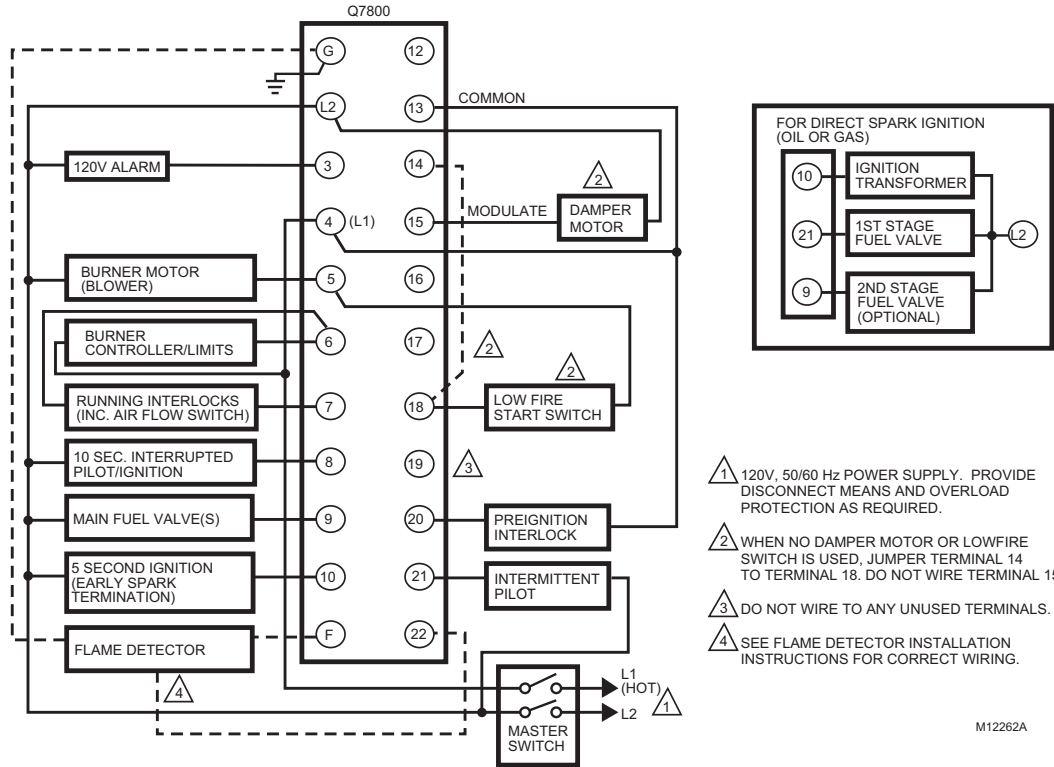 Q7800
G
12
L2
13
COMMON
120V ALARM
3
14
2
4
(L1)
15
MODULATE
DAMPER
MOTOR
BURNER MOTOR
(BLOWER)
5
16
BURNER
CONTROLLER/LIMITS
6
17
2
2
RUNNING INTERLOCKS
(INC. AIR FLOW SWITCH)
7
18
LOW FIRE
START SWITCH
10 SEC. INTERRUPTED
PILOT/IGNITION
8
19
3
MAIN FUEL VALVE(S)
9
20
PREIGNITION
INTERLOCK
5 SECOND IGNITION
(EARLY SPARK
TERMINATION)
10
21
INTERMITTENT
PILOT
FLAME DETECTOR
F
22
4
L1
(HOT)
L2
1
MASTER
SWITCH
FOR DIRECT SPARK IGNITION
(OIL OR GAS)
10
IGNITION
TRANSFORMER
21
1ST STAGE
FUEL VALVE
L2
9
2ND STAGE
FUEL VALVE
(OPTIONAL)
1 120V, 50/60 Hz POWER SUPPLY. PROVIDE
DISCONNECT MEANS AND OVERLOAD
PROTECTION AS REQUIRED.
2 WHEN NO DAMPER MOTOR OR LOWFIRE
SWITCH IS USED, JUMPER TERMINAL 14
TO TERMINAL 18. DO NOT WIRE TERMINAL 15
3 DO NOT WIRE TO ANY UNUSED TERMINALS.
4 SEE FLAME DETECTOR INSTALLATION
INSTRUCTIONS FOR CORRECT WIRING.
M12262A